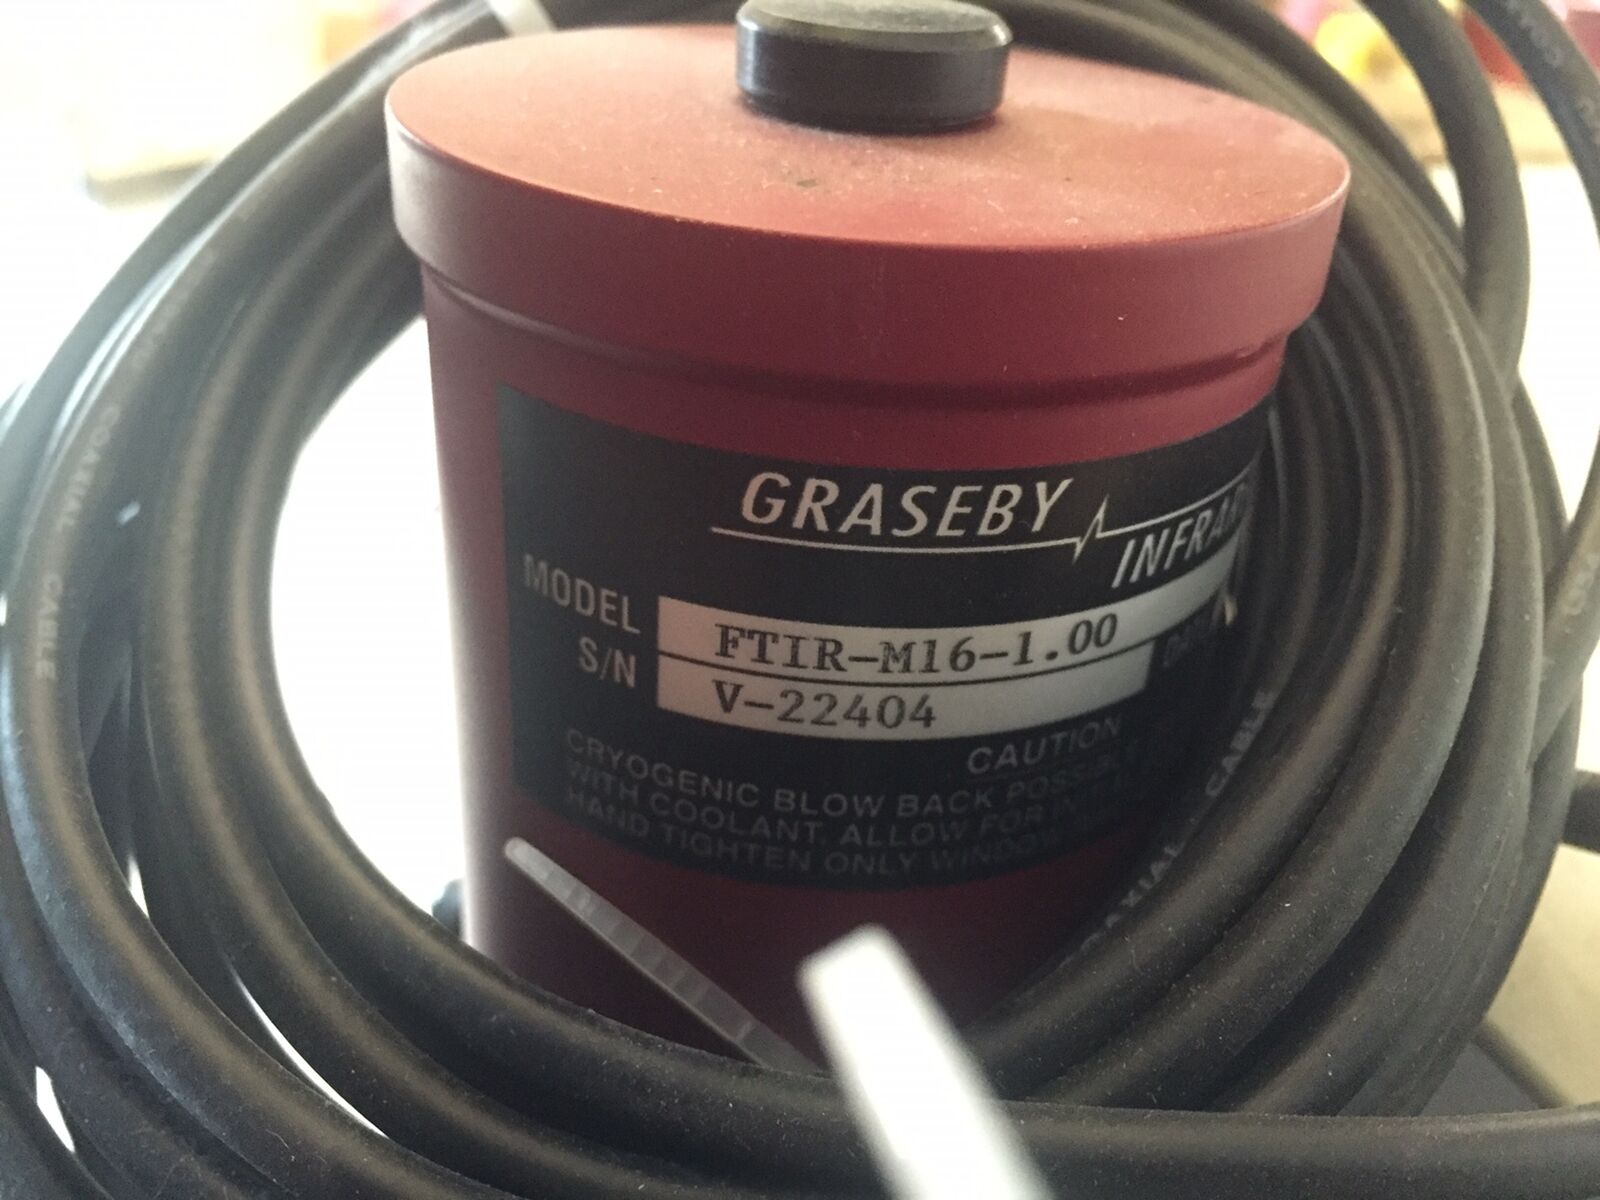 GRASEBY
MODEL FTIR-M16-1.00
S/N V-22404
CAUTION
CRYOGENIC BLOW BACK POSSIBLE
WITH COOLANT. ALLOW FOR
HAND TIGHTEN ONLY WINDOW
COAXIAL CABLE
CABLE